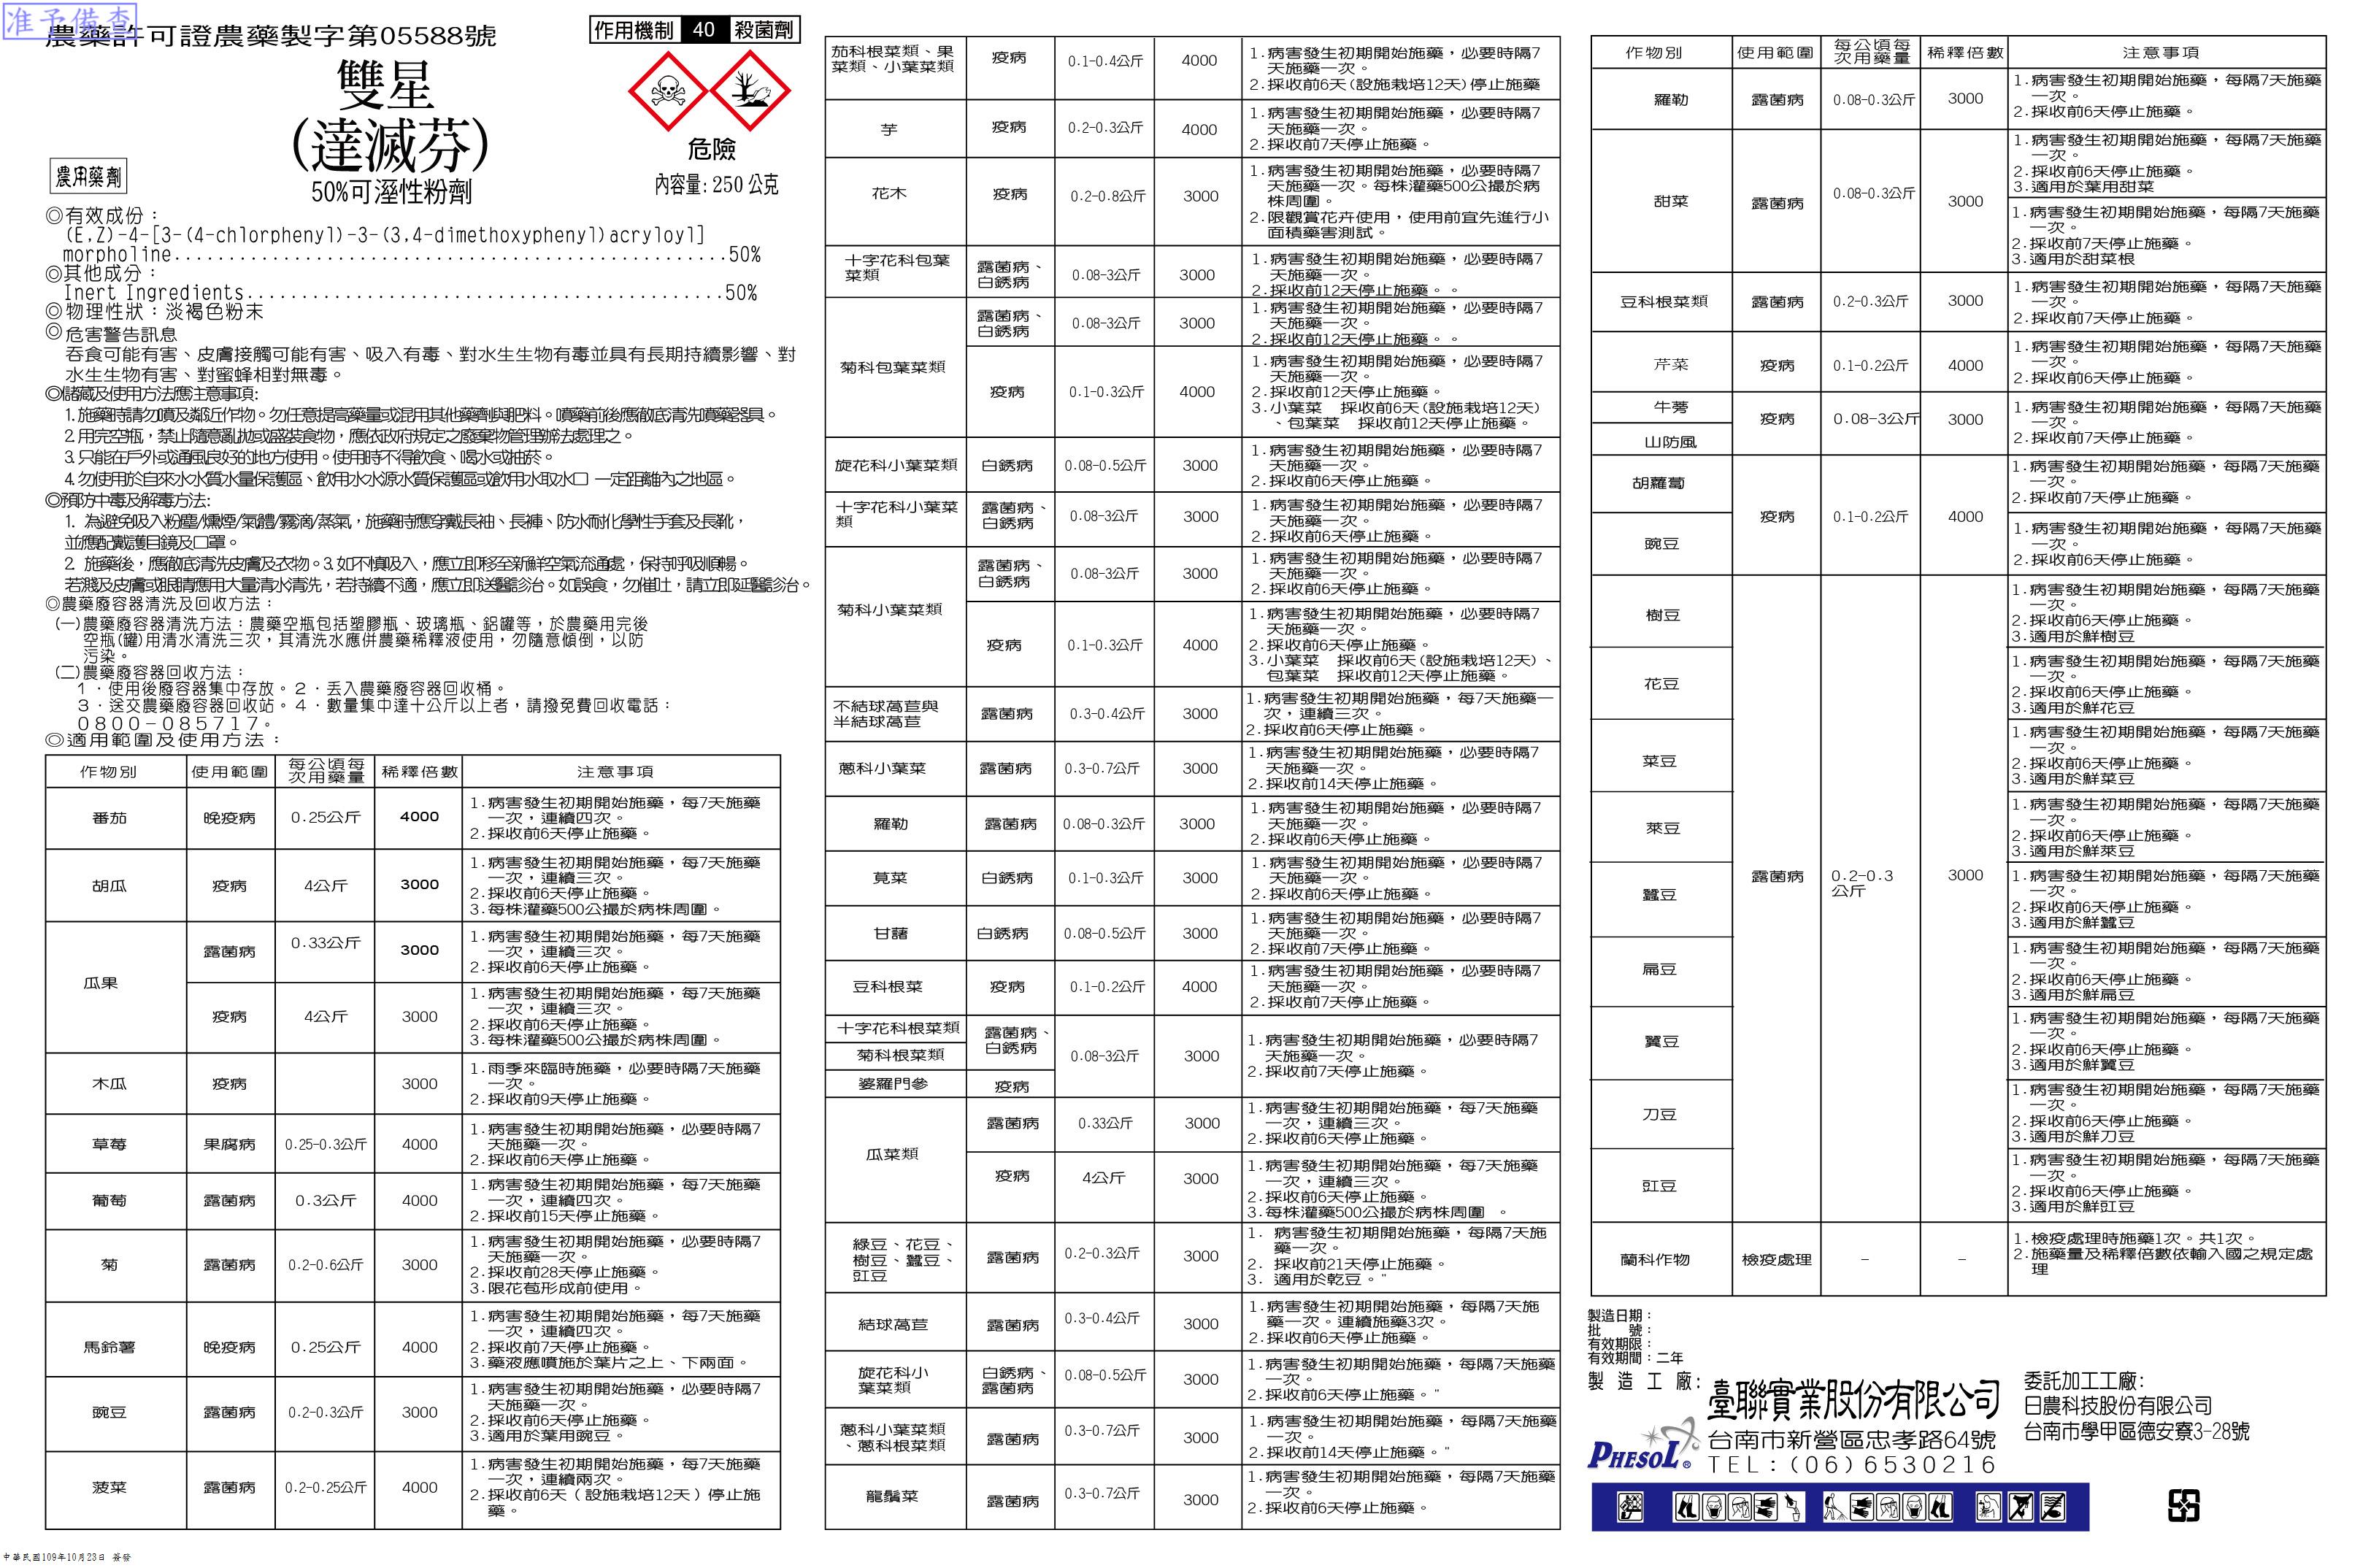 准予備查
農藥許可證農藥製字第05588號
作用機制 40 殺菌劑
雙星
(達滅芬)
50%可溼性粉劑
農用藥劑
危險
內容量:250公克
◎有效成份：
(E,Z)-4-[3-(4-chlorphenyl)-3-(3,4-dimethoxyphenyl)acryloyl]
morpholine....................................................50%
◎其他成分：
Inert Ingredients.............................................50%
◎物理性狀：淡褐色粉末
◎危害警告訊息
吞食可能有害、皮膚接觸可能有害、吸入有毒、對水生生物有毒並具有長期持續影響、對
水生生物有害、對蜜蜂相對無毒。
◎儲藏及使用方法應注意事項:
1.施藥時請勿噴及鄰近作物。勿任意提高藥量或混用其他藥劑與肥料。噴藥前後應徹底清洗噴藥器具。
2.用完空瓶，禁止隨意亂拋或盛裝食物，應依政府規定之廢棄物管理辦法處理之。
3.只能在戶外或通風良好的地方使用。使用時不得飲食、喝水或抽菸。
4.勿使用於自來水水質水量保護區、飲用水水源水質保護區或飲用水取水口 一定距離內之地區。
◎預防中毒及解毒方法:
1. 為避免吸入粉塵/燻煙/氣體/霧滴/蒸氣，施藥時應穿戴長袖、長褲、防水耐化學性手套及長靴，
並應配戴護目鏡及口罩。
2. 施藥後，應徹底清洗皮膚及衣物。3.如不慎吸入，應立即移至新鮮空氣流通處，保持呼吸順暢。
若濺及皮膚或眼睛應用大量清水清洗，若持續不適，應立即送醫診治。如誤食，勿催吐，請立即延醫診治。
◎農藥廢容器清洗及回收方法：
(一)農藥廢容器清洗方法：農藥空瓶包括塑膠瓶、玻璃瓶、鋁罐等，於農藥用完後
空瓶(罐)用清水清洗三次，其清洗水應併農藥稀釋液使用，勿隨意傾倒，以防
污染。
(二)農藥廢容器回收方法：
１．使用後廢容器集中存放。２．丟入農藥廢容器回收桶。
３．送交農藥廢容器回收站。４．數量集中達十公斤以上者，請撥免費回收電話：
０８００－０８５７１７。
◎適用範圍及使用方法：
作物別 使用範圍 每公頃每次用藥量 稀釋倍數 注意事項
番茄 晚疫病 0.25公斤 4000 1.病害發生初期開始施藥，每7天施藥
一次，連續四次。
2.採收前6天停止施藥。
胡瓜 疫病 4公斤 3000 1.病害發生初期開始施藥，每7天施藥
一次，連續三次。
2.採收前6天停止施藥。
3.每株灌藥500公撮於病株周圍。
瓜果 露菌病 0.33公斤 3000 1.病害發生初期開始施藥，每7天施藥
一次，連續三次。
2.採收前6天停止施藥。
疫病 4公斤 3000 1.病害發生初期開始施藥，每7天施藥
一次，連續三次。
2.採收前6天停止施藥。
3.每株灌藥500公撮於病株周圍。
木瓜 疫病 3000 1.雨季來臨時施藥，必要時隔7天施藥
一次。
2.採收前9天停止施藥。
草莓 果腐病 0.25-0.3公斤 4000 1.病害發生初期開始施藥，必要時隔7
天施藥一次。
2.採收前6天停止施藥。
葡萄 露菌病 0.3公斤 4000 1.病害發生初期開始施藥，每7天施藥
一次，連續四次。
2.採收前15天停止施藥。
菊 露菌病 0.2-0.6公斤 3000 1.病害發生初期開始施藥，必要時隔7
天施藥一次。
2.採收前28天停止施藥。
3.限花苞形成前使用。
馬鈴薯 晚疫病 0.25公斤 4000 1.病害發生初期開始施藥，每7天施藥
一次，連續四次。
2.採收前7天停止施藥。
3.藥液應噴施於葉片之上、下兩面。
豌豆 露菌病 0.2-0.3公斤 3000 1.病害發生初期開始施藥，必要時隔7
天施藥一次。
2.採收前6天停止施藥。
3.適用於葉用豌豆。
菠菜 露菌病 0.2-0.25公斤 4000 1.病害發生初期開始施藥，每7天施藥
一次，連續兩次。
2.採收前6天（設施栽培12天）停止施
藥。
中華民國109年10月23日 簽發
茄科根菜類、果
菜類、小葉菜類 疫病 0.1-0.4公斤 4000 1.病害發生初期開始施藥，必要時隔7
天施藥一次。
2.採收前6天(設施栽培12天)停止施藥
芋 疫病 0.2-0.3公斤 4000 1.病害發生初期開始施藥，必要時隔7
天施藥一次。
2.採收前7天停止施藥。
花木 疫病 0.2-0.8公斤 3000 1.病害發生初期開始施藥，必要時隔7
天施藥一次。每株灌藥500公撮於病
株周圍。
2.限觀賞花卉使用，使用前宜先進行小
面積藥害測試。
十字花科包葉
菜類 露菌病、
白銹病 0.08-3公斤 3000 1.病害發生初期開始施藥，必要時隔7
天施藥一次。
2.採收前12天停止施藥。。
菊科包葉菜類 露菌病、
白銹病 0.08-3公斤 3000 1.病害發生初期開始施藥，必要時隔7
天施藥一次。
2.採收前12天停止施藥。。
疫病 0.1-0.3公斤 4000 1.病害發生初期開始施藥，必要時隔7
天施藥一次。
2.採收前12天停止施藥。
3.小葉菜 採收前6天(設施栽培12天)
、包葉菜 採收前12天停止施藥。
旋花科小葉菜類 白銹病 0.08-0.5公斤 3000 1.病害發生初期開始施藥，必要時隔7
天施藥一次。
2.採收前6天停止施藥。
十字花科小葉菜
類 露菌病、
白銹病 0.08-3公斤 3000 1.病害發生初期開始施藥，必要時隔7
天施藥一次。
2.採收前6天停止施藥。
菊科小葉菜類 露菌病、
白銹病 0.08-3公斤 3000 1.病害發生初期開始施藥，必要時隔7
天施藥一次。
2.採收前6天停止施藥。
疫病 0.1-0.3公斤 4000 1.病害發生初期開始施藥，必要時隔7
天施藥一次。
2.採收前6天停止施藥。
3.小葉菜 採收前6天(設施栽培12天)、
包葉菜 採收前12天停止施藥。
不結球萵苣與
半結球萵苣 露菌病 0.3-0.4公斤 3000 1.病害發生初期開始施藥，每7天施藥一
次，連續三次。
2.採收前6天停止施藥。
蔥科小葉菜 露菌病 0.3-0.7公斤 3000 1.病害發生初期開始施藥，必要時隔7
天施藥一次。
2.採收前14天停止施藥。
羅勒 露菌病 0.08-0.3公斤 3000 1.病害發生初期開始施藥，必要時隔7
天施藥一次。
2.採收前6天停止施藥。
莧菜 白銹病 0.1-0.3公斤 3000 1.病害發生初期開始施藥，必要時隔7
天施藥一次。
2.採收前6天停止施藥。
甘藷 白銹病 0.08-0.5公斤 3000 1.病害發生初期開始施藥，必要時隔7
天施藥一次。
2.採收前7天停止施藥。
豆科根菜 疫病 0.1-0.2公斤 4000 1.病害發生初期開始施藥，必要時隔7
天施藥一次。
2.採收前7天停止施藥。
十字花科根菜類
菊科根菜類 露菌病、
白銹病
婆羅門參 疫病
0.08-3公斤 3000 1.病害發生初期開始施藥，必要時隔7
天施藥一次。
2.採收前7天停止施藥。
瓜菜類 露菌病 0.33公斤 3000 1.病害發生初期開始施藥，每7天施藥
一次，連續三次。
2.採收前6天停止施藥。
疫病 4公斤 3000 1.病害發生初期開始施藥，每7天施藥
一次，連續三次。
2.採收前6天停止施藥。
3.每株灌藥500公撮於病株周圍 。
綠豆、花豆、
樹豆、蠶豆、
豇豆 露菌病 0.2-0.3公斤 3000 1. 病害發生初期開始施藥，每隔7天施
藥一次。
2. 採收前21天停止施藥。
3. 適用於乾豆。"
結球萵苣 露菌病 0.3-0.4公斤 3000 1.病害發生初期開始施藥，每隔7天施
藥一次。連續施藥3次。
2.採收前6天停止施藥。
旋花科小
葉菜類 白銹病、
露菌病 0.08-0.5公斤 3000 1.病害發生初期開始施藥，每隔7天施藥
一次。
2.採收前6天停止施藥。"
蔥科小葉菜類
、蔥科根菜類 露菌病 0.3-0.7公斤 3000 1.病害發生初期開始施藥，每隔7天施藥
一次。
2.採收前14天停止施藥。"
龍鬚菜 露菌病 0.3-0.7公斤 3000 1.病害發生初期開始施藥，每隔7天施藥
一次。
2.採收前6天停止施藥。
作物別 使用範圍 每公頃每次用藥量 稀釋倍數 注意事項
羅勒 露菌病 0.08-0.3公斤 3000 1.病害發生初期開始施藥，每隔7天施藥
一次。
2.採收前6天停止施藥。
甜菜 露菌病 0.08-0.3公斤 3000 1.病害發生初期開始施藥，每隔7天施藥
一次。
2.採收前6天停止施藥。
3.適用於葉用甜菜
1.病害發生初期開始施藥，每隔7天施藥
一次。
2.採收前7天停止施藥。
3.適用於甜菜根
豆科根菜類 露菌病 0.2-0.3公斤 3000 1.病害發生初期開始施藥，每隔7天施藥
一次。
2.採收前7天停止施藥。
芹菜 疫病 0.1-0.2公斤 4000 1.病害發生初期開始施藥，每隔7天施藥
一次。
2.採收前6天停止施藥。
牛蒡
山防風 疫病 0.08-3公斤 3000 1.病害發生初期開始施藥，每隔7天施藥
一次。
2.採收前7天停止施藥。
胡蘿蔔 1.病害發生初期開始施藥，每隔7天施藥
一次。
2.採收前7天停止施藥。
疫病 0.1-0.2公斤 4000
豌豆 1.病害發生初期開始施藥，每隔7天施藥
一次。
2.採收前6天停止施藥。
樹豆 1.病害發生初期開始施藥，每隔7天施藥
一次。
2.採收前6天停止施藥。
3.適用於鮮樹豆
花豆 1.病害發生初期開始施藥，每隔7天施藥
一次。
2.採收前6天停止施藥。
3.適用於鮮花豆
菜豆 1.病害發生初期開始施藥，每隔7天施藥
一次。
2.採收前6天停止施藥。
3.適用於鮮菜豆
萊豆 1.病害發生初期開始施藥，每隔7天施藥
一次。
2.採收前6天停止施藥。
3.適用於鮮萊豆
蠶豆 露菌病 0.2-0.3
公斤 3000 1.病害發生初期開始施藥，每隔7天施藥
一次。
2.採收前6天停止施藥。
3.適用於鮮蠶豆
扁豆 1.病害發生初期開始施藥，每隔7天施藥
一次。
2.採收前6天停止施藥。
3.適用於鮮扁豆
翼豆 1.病害發生初期開始施藥，每隔7天施藥
一次。
2.採收前6天停止施藥。
3.適用於鮮翼豆
刀豆 1.病害發生初期開始施藥，每隔7天施藥
一次。
2.採收前6天停止施藥。
3.適用於鮮刀豆
豇豆 1.病害發生初期開始施藥，每隔7天施藥
一次。
2.採收前6天停止施藥。
3.適用於鮮豇豆
蘭科作物 檢疫處理 － － 1.檢疫處理時施藥1次。共1次。
2.施藥量及稀釋倍數依輸入國之規定處
理
製造日期：
批 號：
有效期限：
有效期間：二年
製造工廠：
臺聯實業股份有限公司
台南市新營區忠孝路64號
TEL：(06)6530216
PHESOL®
委託加工工廠:
日農科技股份有限公司
台南市學甲區德安寮3-28號